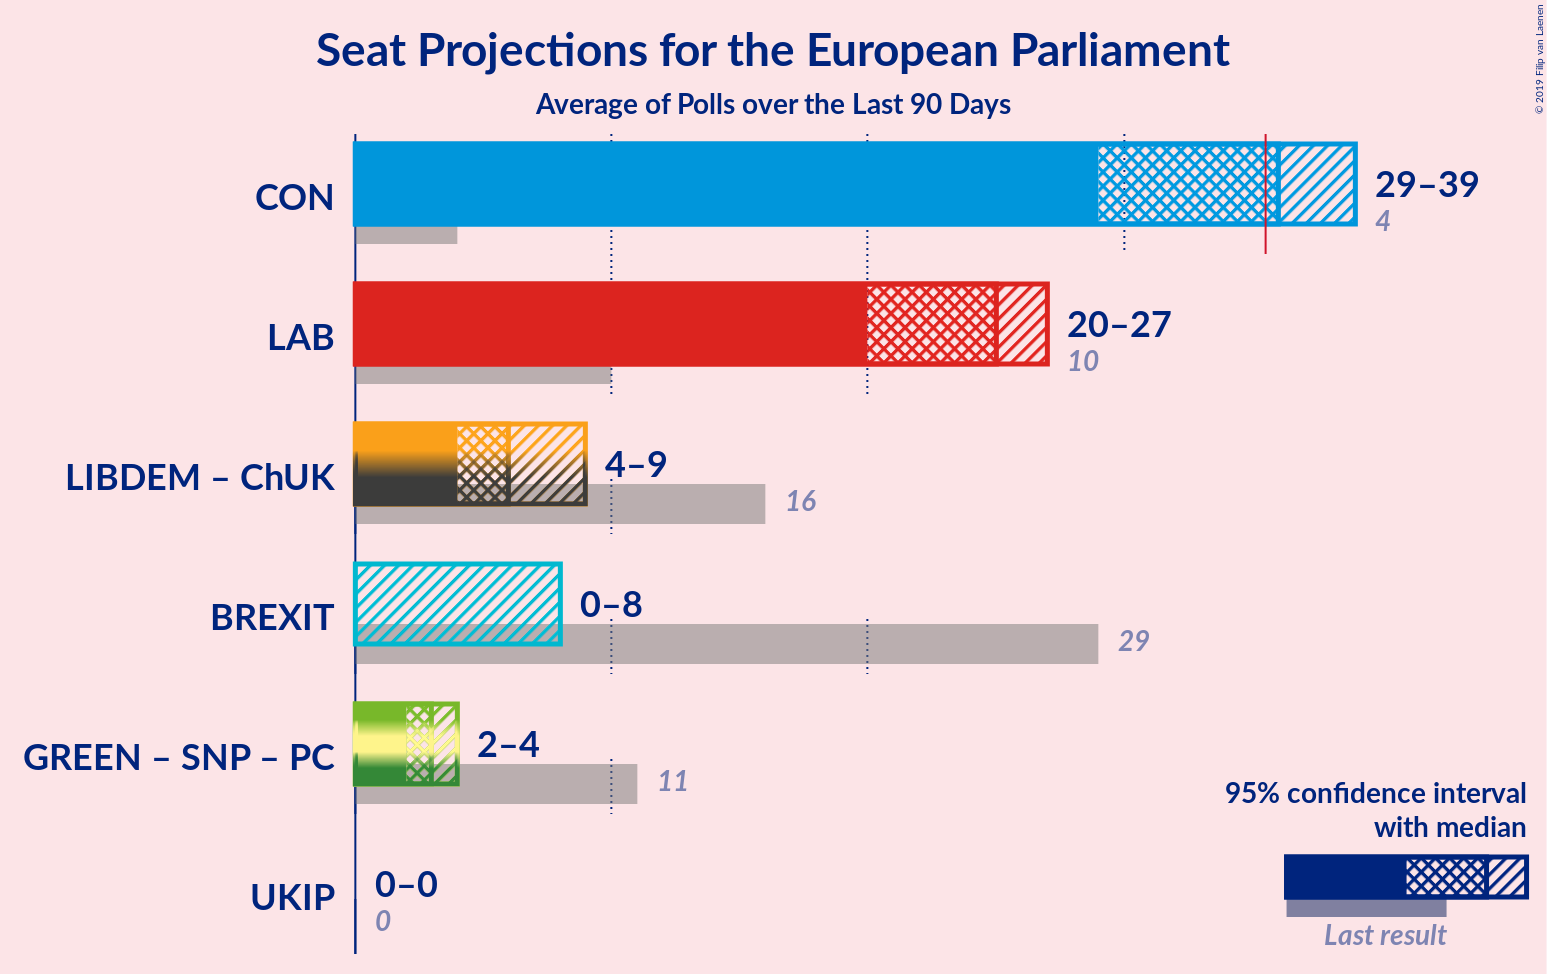 Seat Projections for the European Parliament
Average of Polls over the Last 90 Days
© 2019 Filip van Laenen
CON
29–39
4
LAB
20–27
10
LIBDEM – ChUK
4–9
16
BREXIT
0–8
29
GREEN – SNP – PC
2–4
11
UKIP
0–0
0
95% confidence interval
with median
Last result